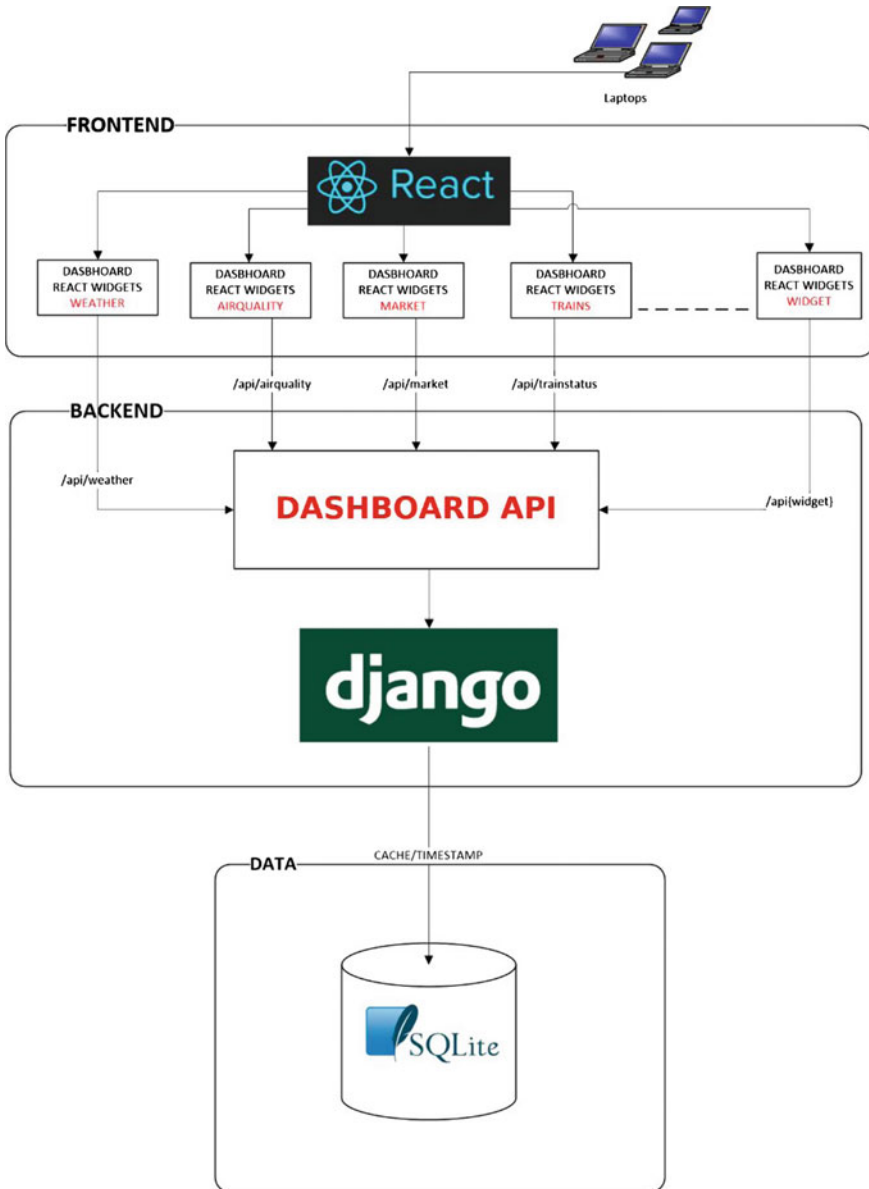 Laptops
FRONTEND
React
DASBHOARD
REACT WIDGETS
WEATHER
DASBHOARD
REACT WIDGETS
AIRQUALITY
DASBHOARD
REACT WIDGETS
MARKET
DASBHOARD
REACT WIDGETS
TRAINS
DASBHOARD
REACT WIDGETS
WIDGET
/api/airquality
/api/market
/api/trainstatus
BACKEND
/api/weather
/api{widget}
DASHBOARD API
django
CACHE/TIMESTAMP
DATA
SQLite